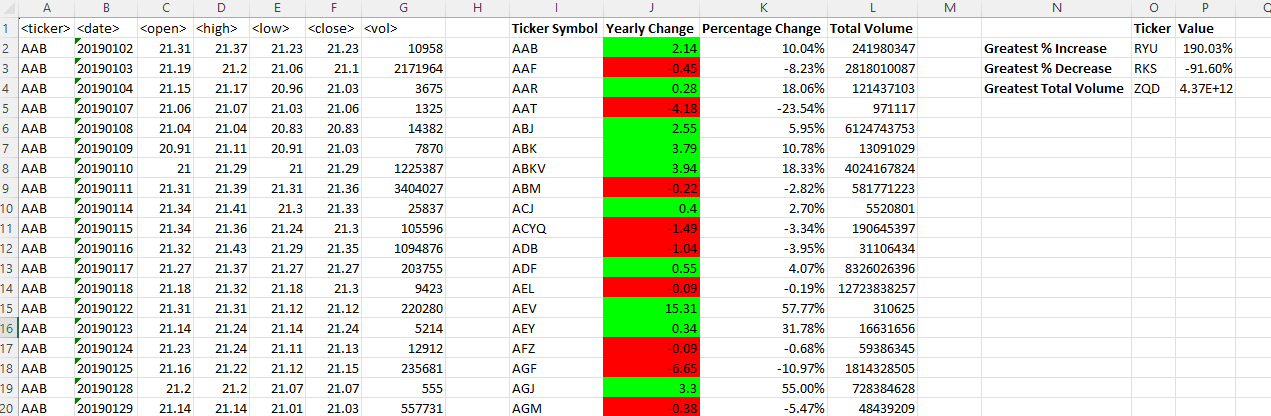 A B C D E F G H I J K L M N O P Q
1 <ticker> <date> <open> <high> <low> <close> <vol> Ticker Symbol Yearly Change Percentage Change Total Volume Ticker Value
2 AAB 20190102 21.31 21.37 21.23 21.23 10958 AAB 2.14 10.04% 241980347 Greatest % Increase RYU 190.03%
3 AAB 20190103 21.19 21.2 21.06 21.1 2171964 AAF -0.45 -8.23% 2818010087 Greatest % Decrease RKS -91.60%
4 AAB 20190104 21.15 21.17 20.96 21.03 3675 AAR 0.28 18.06% 121437103 Greatest Total Volume ZQD 4.37E+12
5 AAB 20190107 21.06 21.07 21.03 21.06 1325 AAT -4.18 -23.54% 971117
6 AAB 20190108 21.04 21.04 20.83 20.83 14382 ABJ 2.55 5.95% 6124743753
7 AAB 20190109 20.91 21.11 20.91 21.03 7870 ABK 3.79 10.78% 13091029
8 AAB 20190110 21 21.29 21 21.29 1225387 ABKV 3.94 18.33% 4024167824
9 AAB 20190111 21.31 21.39 21.31 21.36 3404027 ABM -0.22 -2.82% 581771223
10 AAB 20190114 21.34 21.41 21.3 21.33 25837 ACJ 0.4 2.70% 5520801
11 AAB 20190115 21.34 21.36 21.24 21.3 105596 ACYQ -1.49 -3.34% 190645397
12 AAB 20190116 21.32 21.43 21.29 21.35 1094876 ADB -1.04 -3.95% 31106434
13 AAB 20190117 21.27 21.37 21.27 21.27 203755 ADF 0.55 4.07% 8326026396
14 AAB 20190118 21.18 21.32 21.18 21.3 9423 AEL -0.09 -0.19% 12723838257
15 AAB 20190122 21.31 21.31 21.12 21.12 220280 AEV 15.31 57.77% 310625
16 AAB 20190123 21.14 21.24 21.14 21.24 5214 AEY 0.34 31.78% 16631656
17 AAB 20190124 21.23 21.24 21.11 21.13 12912 AFZ -0.09 -0.68% 59386345
18 AAB 20190125 21.16 21.22 21.12 21.15 235681 AGF -6.65 -10.97% 1814328505
19 AAB 20190128 21.2 21.2 21.07 21.07 555 AGJ 3.3 55.00% 728384628
20 AAB 20190129 21.14 21.14 21.01 21.03 557731 AGM -0.38 -5.47% 48439209